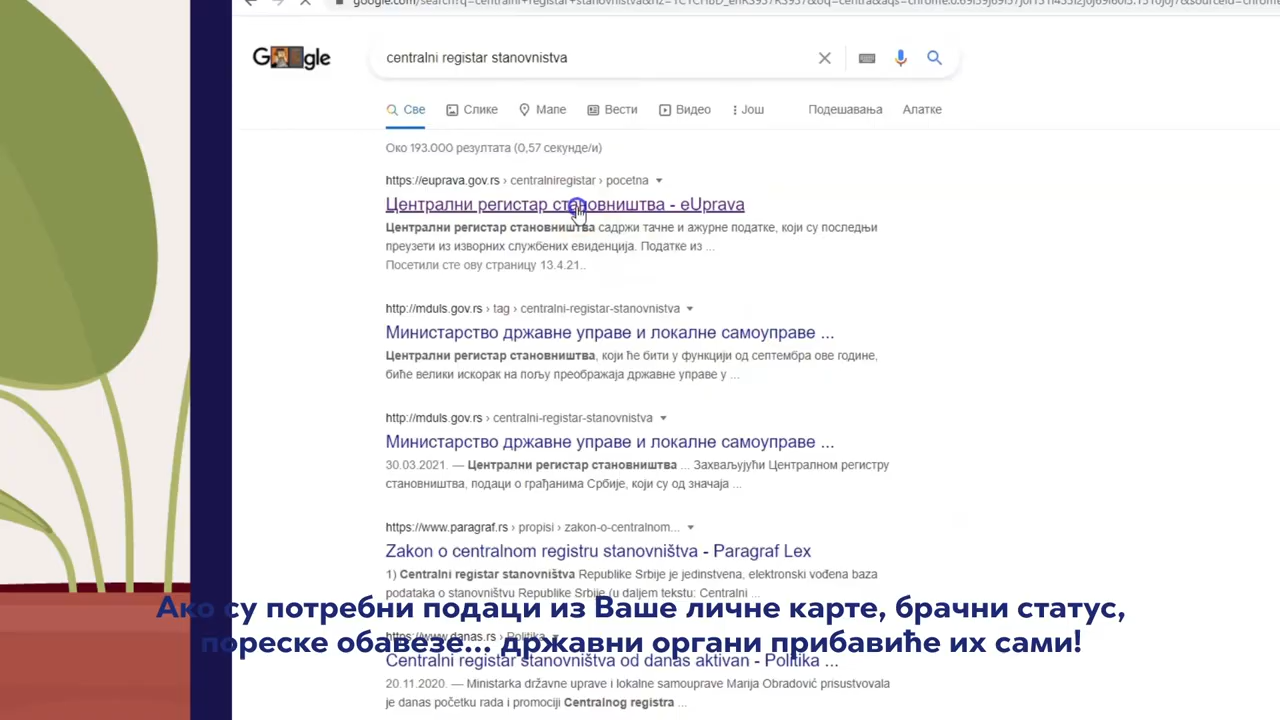 Google
centralni registar stanovnistva
Све Слике Мапе Вести Видео Још Подешавања Алатке
Око 193.000 резултата (0,57 секунде/и)
https://euprava.gov.rs › centralniregistar › pocetna
Централни регистар становништва - eUprava
Централни регистар становништва садржи тачне и ажурне податке, који су последњи
преузети из изворних службених евиденција. Податке из ...
Посетили сте ову страницу 13.4.21..
http://mduls.gov.rs › tag › centralni-registar-stanovnistva
Министарство државне управе и локалне самоуправе ...
Централни регистар становништва, који ће бити у функцији од септембра ове године,
биће велики искорак на пољу преображаја државне управе у ...
http://mduls.gov.rs › centralni-registar-stanovnistva
Министарство државне управе и локалне самоуправе ...
30.03.2021. — Централни регистар становништва ... Захваљујући Централном регистру
становништва, подаци о грађанима Србије, који су од значаја ...
https://www.paragraf.rs › propisi › zakon-o-centralnom...
Zakon o centralnom registru stanovništva - Paragraf Lex
1) Centralni registar stanovništva Republike Srbije je jedinstvena, elektronski vođena baza
podataka o stanovništvu Republike Srbije (u daljem tekstu: Centralni ...
Ако су потребни подаци из Ваше личне карте, брачни статус,
пореске обавезе... државни органи прибавиће их сами!
https://www.danas.rs › Politika
Centralni registar stanovništva od danas aktivan - Politika ...
20.11.2020. — Ministarka državne uprave i lokalne samouprave Marija Obradović prisustvovala
je danas početku rada i promociji Centralnog registra ...